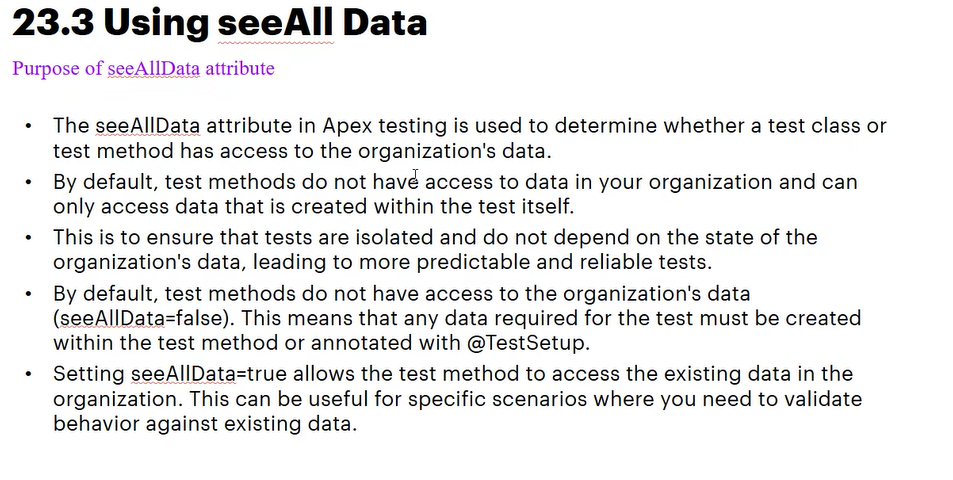 23.3 Using seeAll Data
Purpose of seeAllData attribute
• The seeAllData attribute in Apex testing is used to determine whether a test class or
test method has access to the organization's data.
• By default, test methods do not have access to data in your organization and can
only access data that is created within the test itself.
• This is to ensure that tests are isolated and do not depend on the state of the
organization's data, leading to more predictable and reliable tests.
• By default, test methods do not have access to the organization's data
(seeAllData=false). This means that any data required for the test must be created
within the test method or annotated with @TestSetup.
• Setting seeAllData=true allows the test method to access the existing data in the
organization. This can be useful for specific scenarios where you need to validate
behavior against existing data.